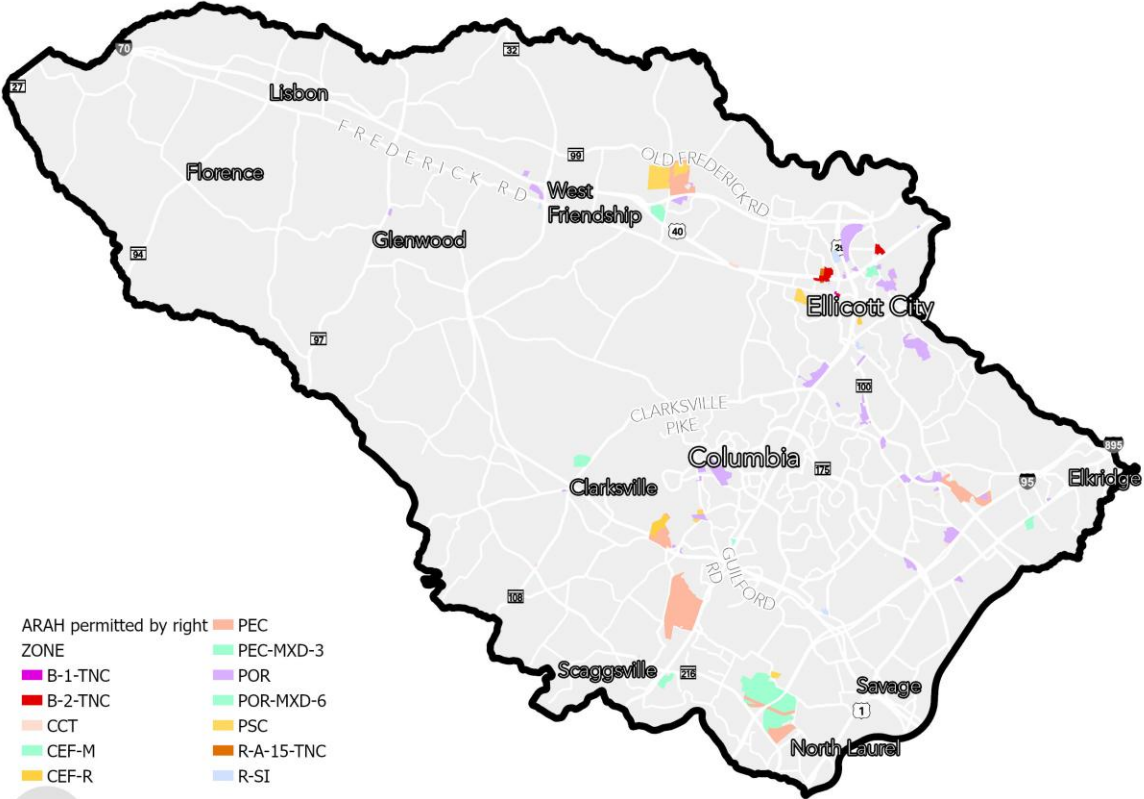 70
32
27
Lisbon
FREDERICK RD
99
OLD FREDERICK RD
Florence
West
Friendship
40
Glenwood
94
29
Ellicott City
97
100
CLARKSVILLE
PIKE
Columbia
175
895
Elkridge
95
Clarksville
GUILFORD
RD
108
Scaggsville
216
Savage
1
North Laurel
ARAH permitted by right
ZONE
B-1-TNC
B-2-TNC
CCT
CEF-M
CEF-R
PEC
PEC-MXD-3
POR
POR-MXD-6
PSC
R-A-15-TNC
R-SI